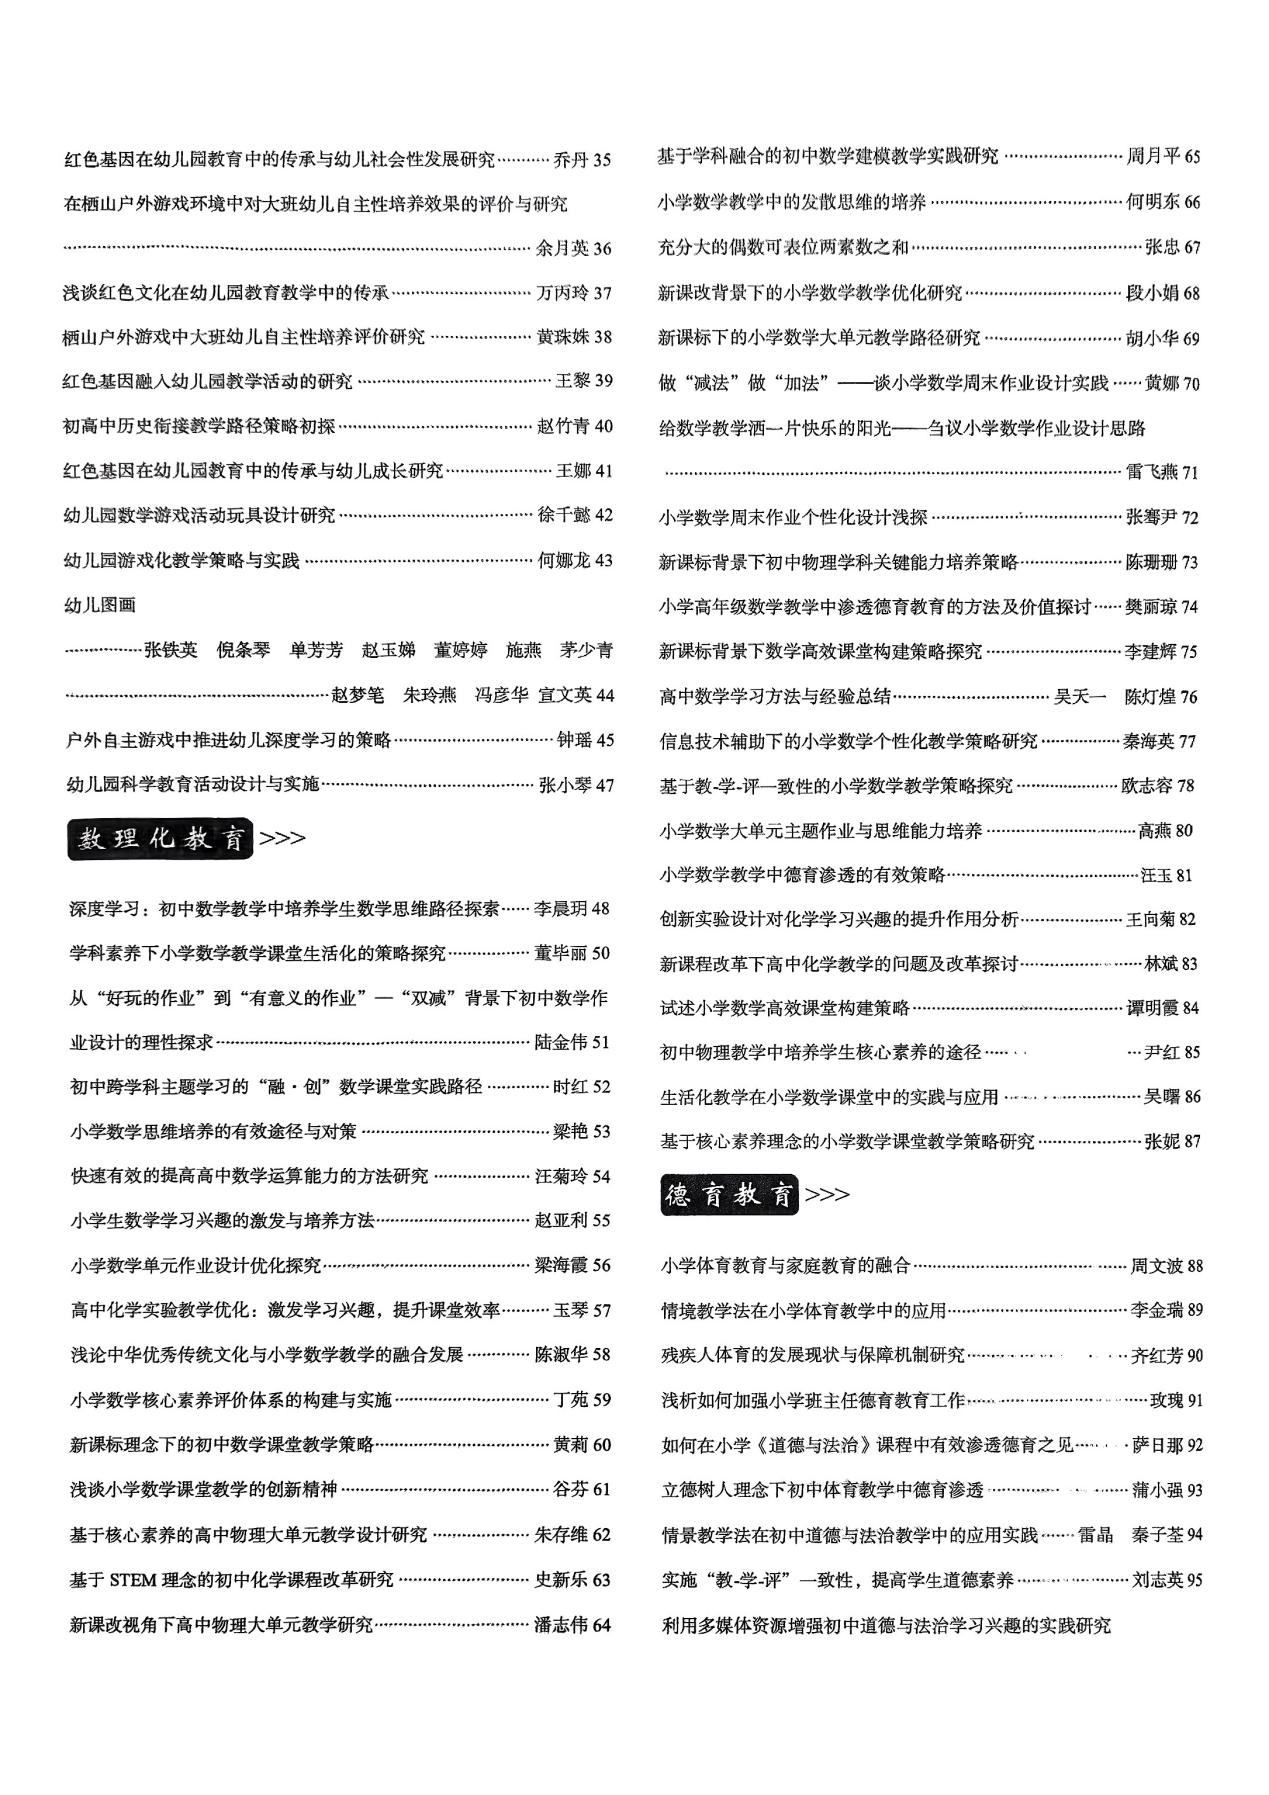 红色基因在幼儿园教育中的传承与幼儿社会性发展研究··········乔丹 35
在栖山户外游戏环境中对大班幼儿自主性培养效果的评价与研究
··········余月英 36
浅谈红色文化在幼儿园教育教学中的传承··········万丙玲 37
栖山户外游戏中大班幼儿自主性培养评价研究··········黄珠姝 38
红色基因融入幼儿园教学活动的研究··········王黎 39
初高中历史衔接教学路径策略初探··········赵竹青 40
红色基因在幼儿园教育中的传承与幼儿成长研究··········王娜 41
幼儿园数学游戏活动玩具设计研究··········徐千懿 42
幼儿园游戏化教学策略与实践··········何娜龙 43
幼儿图画
··········张铁英 倪条琴 单芳芳 赵玉娣 董婷婷 施燕 茅少青
··········赵梦笔 朱玲燕 冯彦华 宣文英 44
户外自主游戏中推进幼儿深度学习的策略··········钟瑶 45
幼儿园科学教育活动设计与实施··········张小琴 47
数理化教育>>>
深度学习：初中数学教学中培养学生数学思维路径探索······李晨玥 48
学科素养下小学数学教学课堂生活化的策略探究··········董毕丽 50
从“好玩的作业”到“有意义的作业”—“双减”背景下初中数学作
业设计的理性探求··········陆金伟 51
初中跨学科主题学习的“融·创”数学课堂实践路径··········时红 52
小学数学思维培养的有效途径与对策··········梁艳 53
快速有效的提高高中数学运算能力的方法研究··········汪菊玲 54
小学生数学学习兴趣的激发与培养方法··········赵亚利 55
小学数学单元作业设计优化探究··········梁海霞 56
高中化学实验教学优化：激发学习兴趣，提升课堂效率··········玉琴 57
浅论中华优秀传统文化与小学数学教学的融合发展··········陈淑华 58
小学数学核心素养评价体系的构建与实施··········丁苑 59
新课标理念下的初中数学课堂教学策略··········黄莉 60
浅谈小学数学课堂教学的创新精神··········谷芬 61
基于核心素养的高中物理大单元教学设计研究··········朱存维 62
基于 STEM 理念的初中化学课程改革研究··········史新乐 63
新课改视角下高中物理大单元教学研究··········潘志伟 64
基于学科融合的初中数学建模教学实践研究··········周月平 65
小学数学教学中的发散思维的培养··········何明东 66
充分大的偶数可表位两素数之和··········张忠 67
新课改背景下的小学数学教学优化研究··········段小娟 68
新课标下的小学数学大单元教学路径研究··········胡小华 69
做“减法”做“加法”——谈小学数学周末作业设计实践······黄娜 70
给数学教学洒一片快乐的阳光——刍议小学数学作业设计思路
··········雷飞燕 71
小学数学周末作业个性化设计浅探··········张骞尹 72
新课标背景下初中物理学科关键能力培养策略··········陈珊珊 73
小学高年级数学教学中渗透德育教育的方法及价值探讨······樊丽琼 74
新课标背景下数学高效课堂构建策略探究··········李建辉 75
高中数学学习方法与经验总结··········吴天一 陈灯煌 76
信息技术辅助下的小学数学个性化教学策略研究··········秦海英 77
基于教-学-评一致性的小学数学教学策略探究··········欧志容 78
小学数学大单元主题作业与思维能力培养··········高燕 80
小学数学教学中德育渗透的有效策略··········汪玉 81
创新实验设计对化学学习兴趣的提升作用分析··········王向菊 82
新课程改革下高中化学教学的问题及改革探讨··········林斌 83
试述小学数学高效课堂构建策略··········谭明霞 84
初中物理教学中培养学生核心素养的途径··········尹红 85
生活化教学在小学数学课堂中的实践与应用··········吴曙 86
基于核心素养理念的小学数学课堂教学策略研究··········张妮 87
德育教育>>>
小学体育教育与家庭教育的融合··········周文波 88
情境教学法在小学体育教学中的应用··········李金瑞 89
残疾人体育的发展现状与保障机制研究··········齐红芳 90
浅析如何加强小学班主任德育教育工作··········玫瑰 91
如何在小学《道德与法治》课程中有效渗透德育之见······萨日那 92
立德树人理念下初中体育教学中德育渗透··········蒲小强 93
情景教学法在初中道德与法治教学中的应用实践······雷晶 秦子荃 94
实施“教-学-评”一致性，提高学生道德素养··········刘志英 95
利用多媒体资源增强初中道德与法治学习兴趣的实践研究